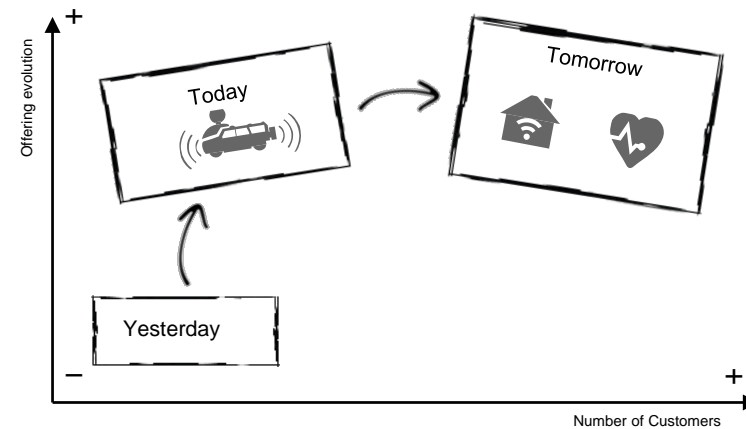 +
Offering evolution
Today
Tomorrow
Yesterday
–
+
Number of Customers